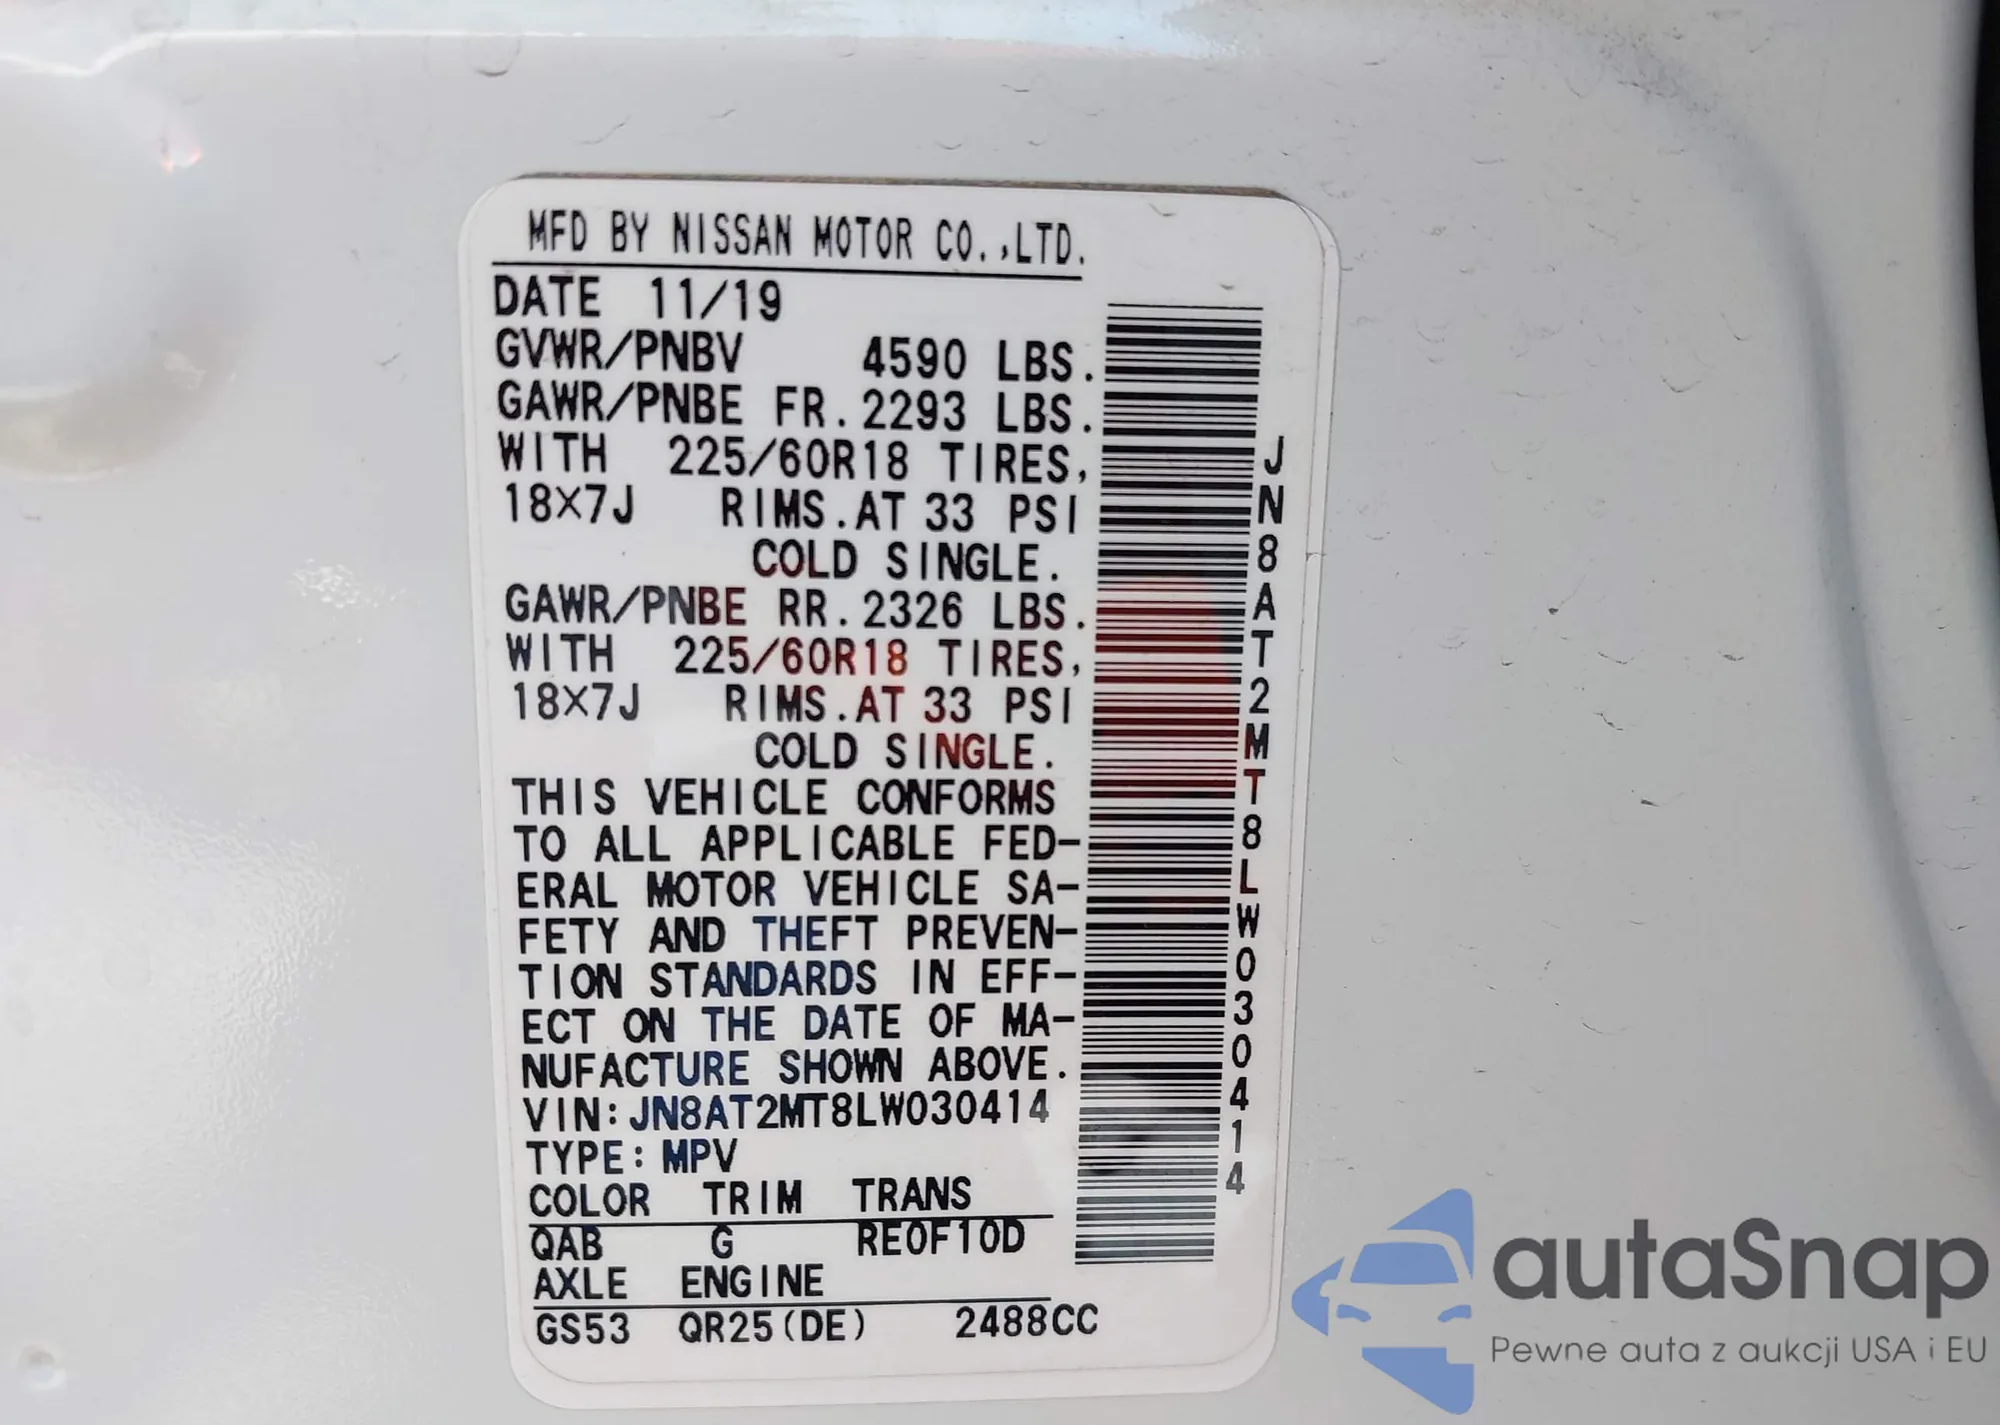 MFD BY NISSAN MOTOR CO.,LTD.
DATE 11/19
GVWR/PNBV 4590 LBS.
GAWR/PNBE FR. 2293 LBS.
WITH 225/60R18 TIRES,
18X7J RIMS. AT 33 PSI
COLD SINGLE.
GAWR/PNBE RR. 2326 LBS.
WITH 225/60R18 TIRES,
18X7J RIMS. AT 33 PSI
COLD SINGLE.
THIS VEHICLE CONFORMS
TO ALL APPLICABLE FED-
ERAL MOTOR VEHICLE SA-
FETY AND THEFT PREVEN-
TION STANDARDS IN EFF-
ECT ON THE DATE OF MA-
NUFACTURE SHOWN ABOVE.
VIN: JN8AT2MT8LW030414
TYPE: MPV
COLOR TRIM TRANS
QAB G RE0F10D
AXLE ENGINE
GS53 QR25(DE) 2488CC
JN8AT2MT8LW030414
autaSnap
Pewne auta z aukcji USA i EU